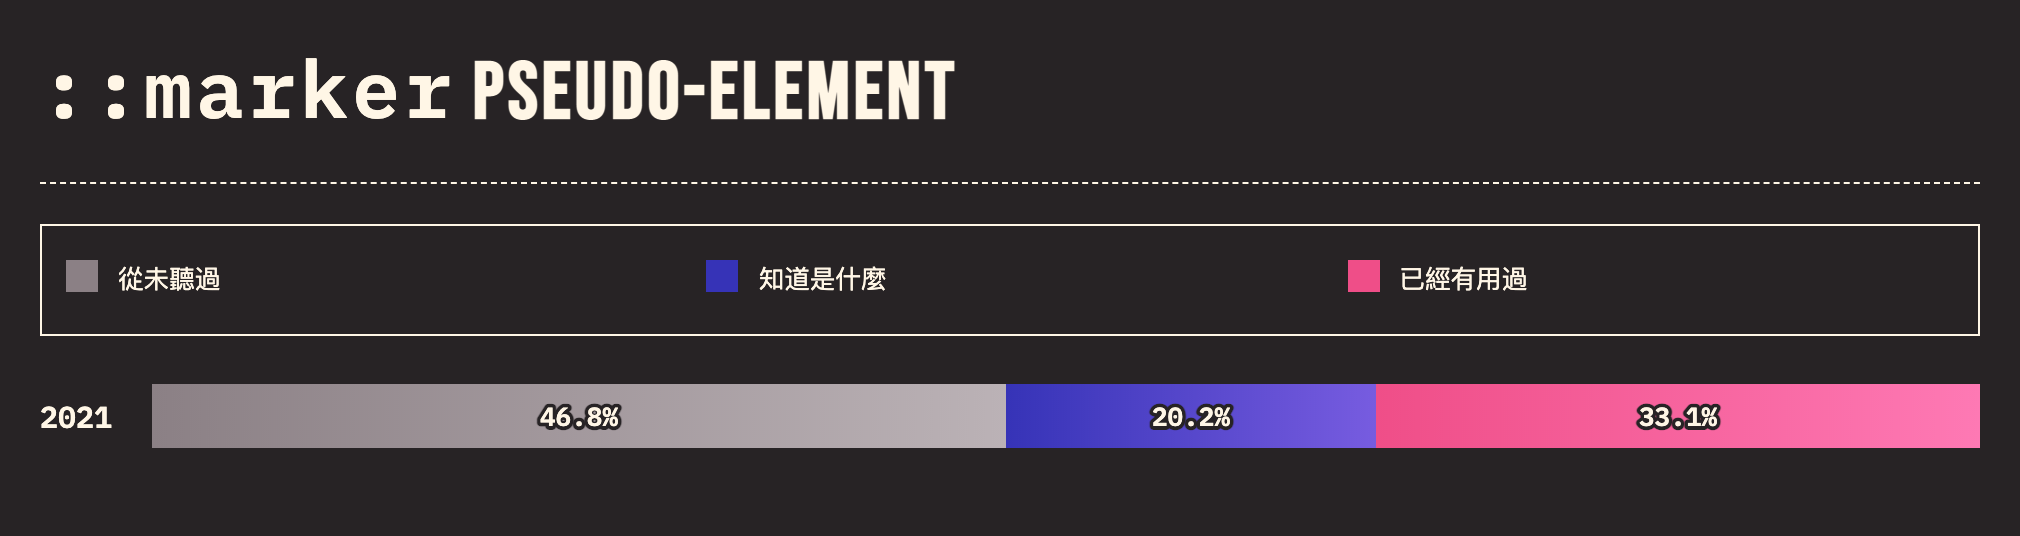 ::marker PSEUDO-ELEMENT
從未聽過 知道是什麼 已經有用過
2021 46.8% 20.2% 33.1%